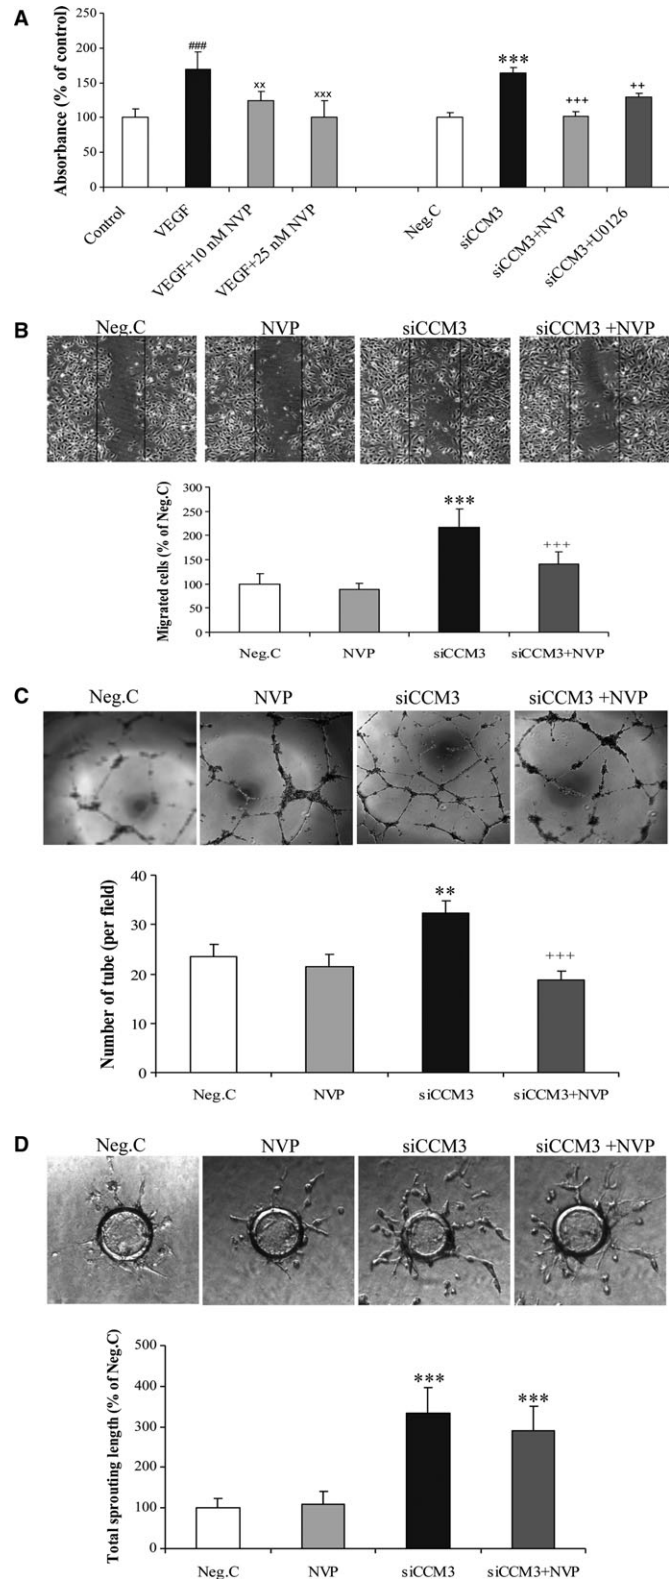 A
Absorbance (% of control)
250
200
150
100
50
0
###
xx
xxx
***
+++
++
Control
VEGF
VEGF+10 nM NVP
VEGF+25 nM NVP
Neg.C
siCCM3
siCCM3+NVP
siCCM3+U0126
B
Neg.C NVP siCCM3 siCCM3 +NVP
Migrated cells (% of Neg.C)
300
250
200
150
100
50
0
***
+++
Neg.C NVP siCCM3 siCCM3+NVP
C
Neg.C NVP siCCM3 siCCM3 +NVP
Number of tube (per field)
40
30
20
10
0
**
+++
Neg.C NVP siCCM3 siCCM3+NVP
D
Neg.C NVP siCCM3 siCCM3 +NVP
Total sprouting length (% of Neg.C)
500
400
300
200
100
0
***
***
Neg.C NVP siCCM3 siCCM3+NVP